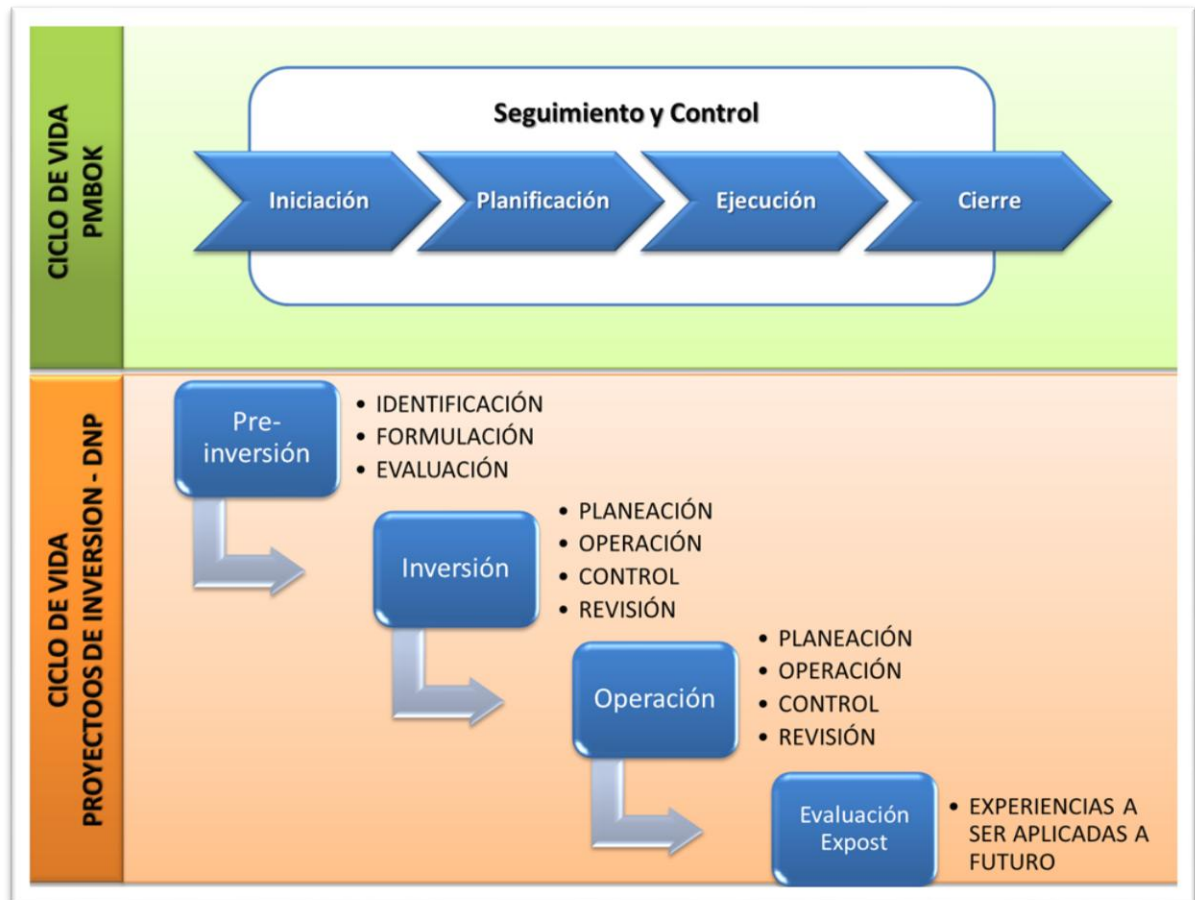 CICLO DE VIDA
PMBOK
Seguimiento y Control
Iniciación
Planificación
Ejecución
Cierre
CICLO DE VIDA
PROYECTOOS DE INVERSION - DNP
Pre-
inversión
• IDENTIFICACIÓN
• FORMULACIÓN
• EVALUACIÓN
Inversión
• PLANEACIÓN
• OPERACIÓN
• CONTROL
• REVISIÓN
Operación
• PLANEACIÓN
• OPERACIÓN
• CONTROL
• REVISIÓN
Evaluación
Expost
• EXPERIENCIAS A
SER APLICADAS A
FUTURO